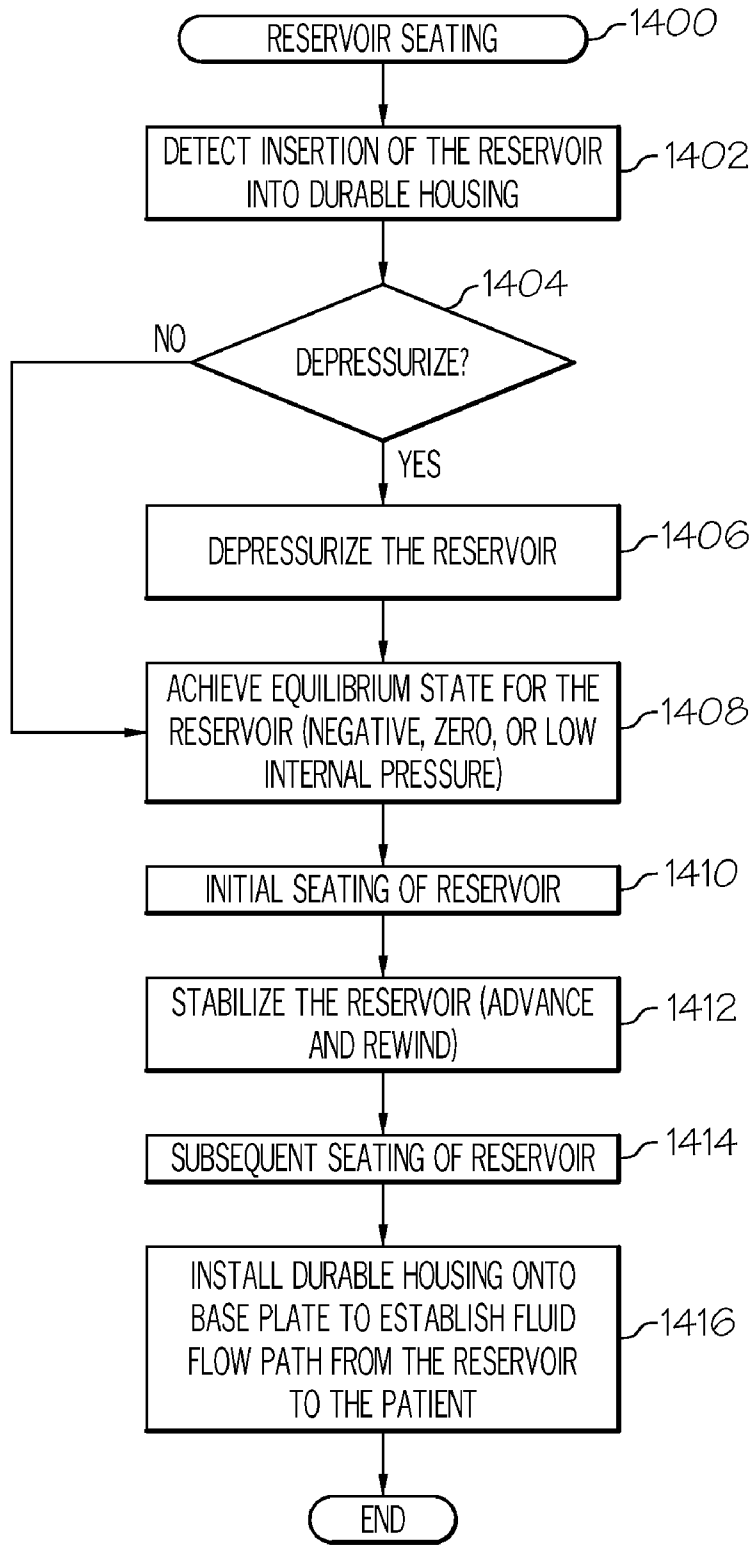 RESERVOIR SEATING
1400
DETECT INSERTION OF THE RESERVOIR
INTO DURABLE HOUSING
1402
1404
DEPRESSURIZE?
NO
YES
DEPRESSURIZE THE RESERVOIR
1406
ACHIEVE EQUILIBRIUM STATE FOR THE
RESERVOIR (NEGATIVE, ZERO, OR LOW
INTERNAL PRESSURE)
1408
INITIAL SEATING OF RESERVOIR
1410
STABILIZE THE RESERVOIR (ADVANCE
AND REWIND)
1412
SUBSEQUENT SEATING OF RESERVOIR
1414
INSTALL DURABLE HOUSING ONTO
BASE PLATE TO ESTABLISH FLUID
FLOW PATH FROM THE RESERVOIR
TO THE PATIENT
1416
END